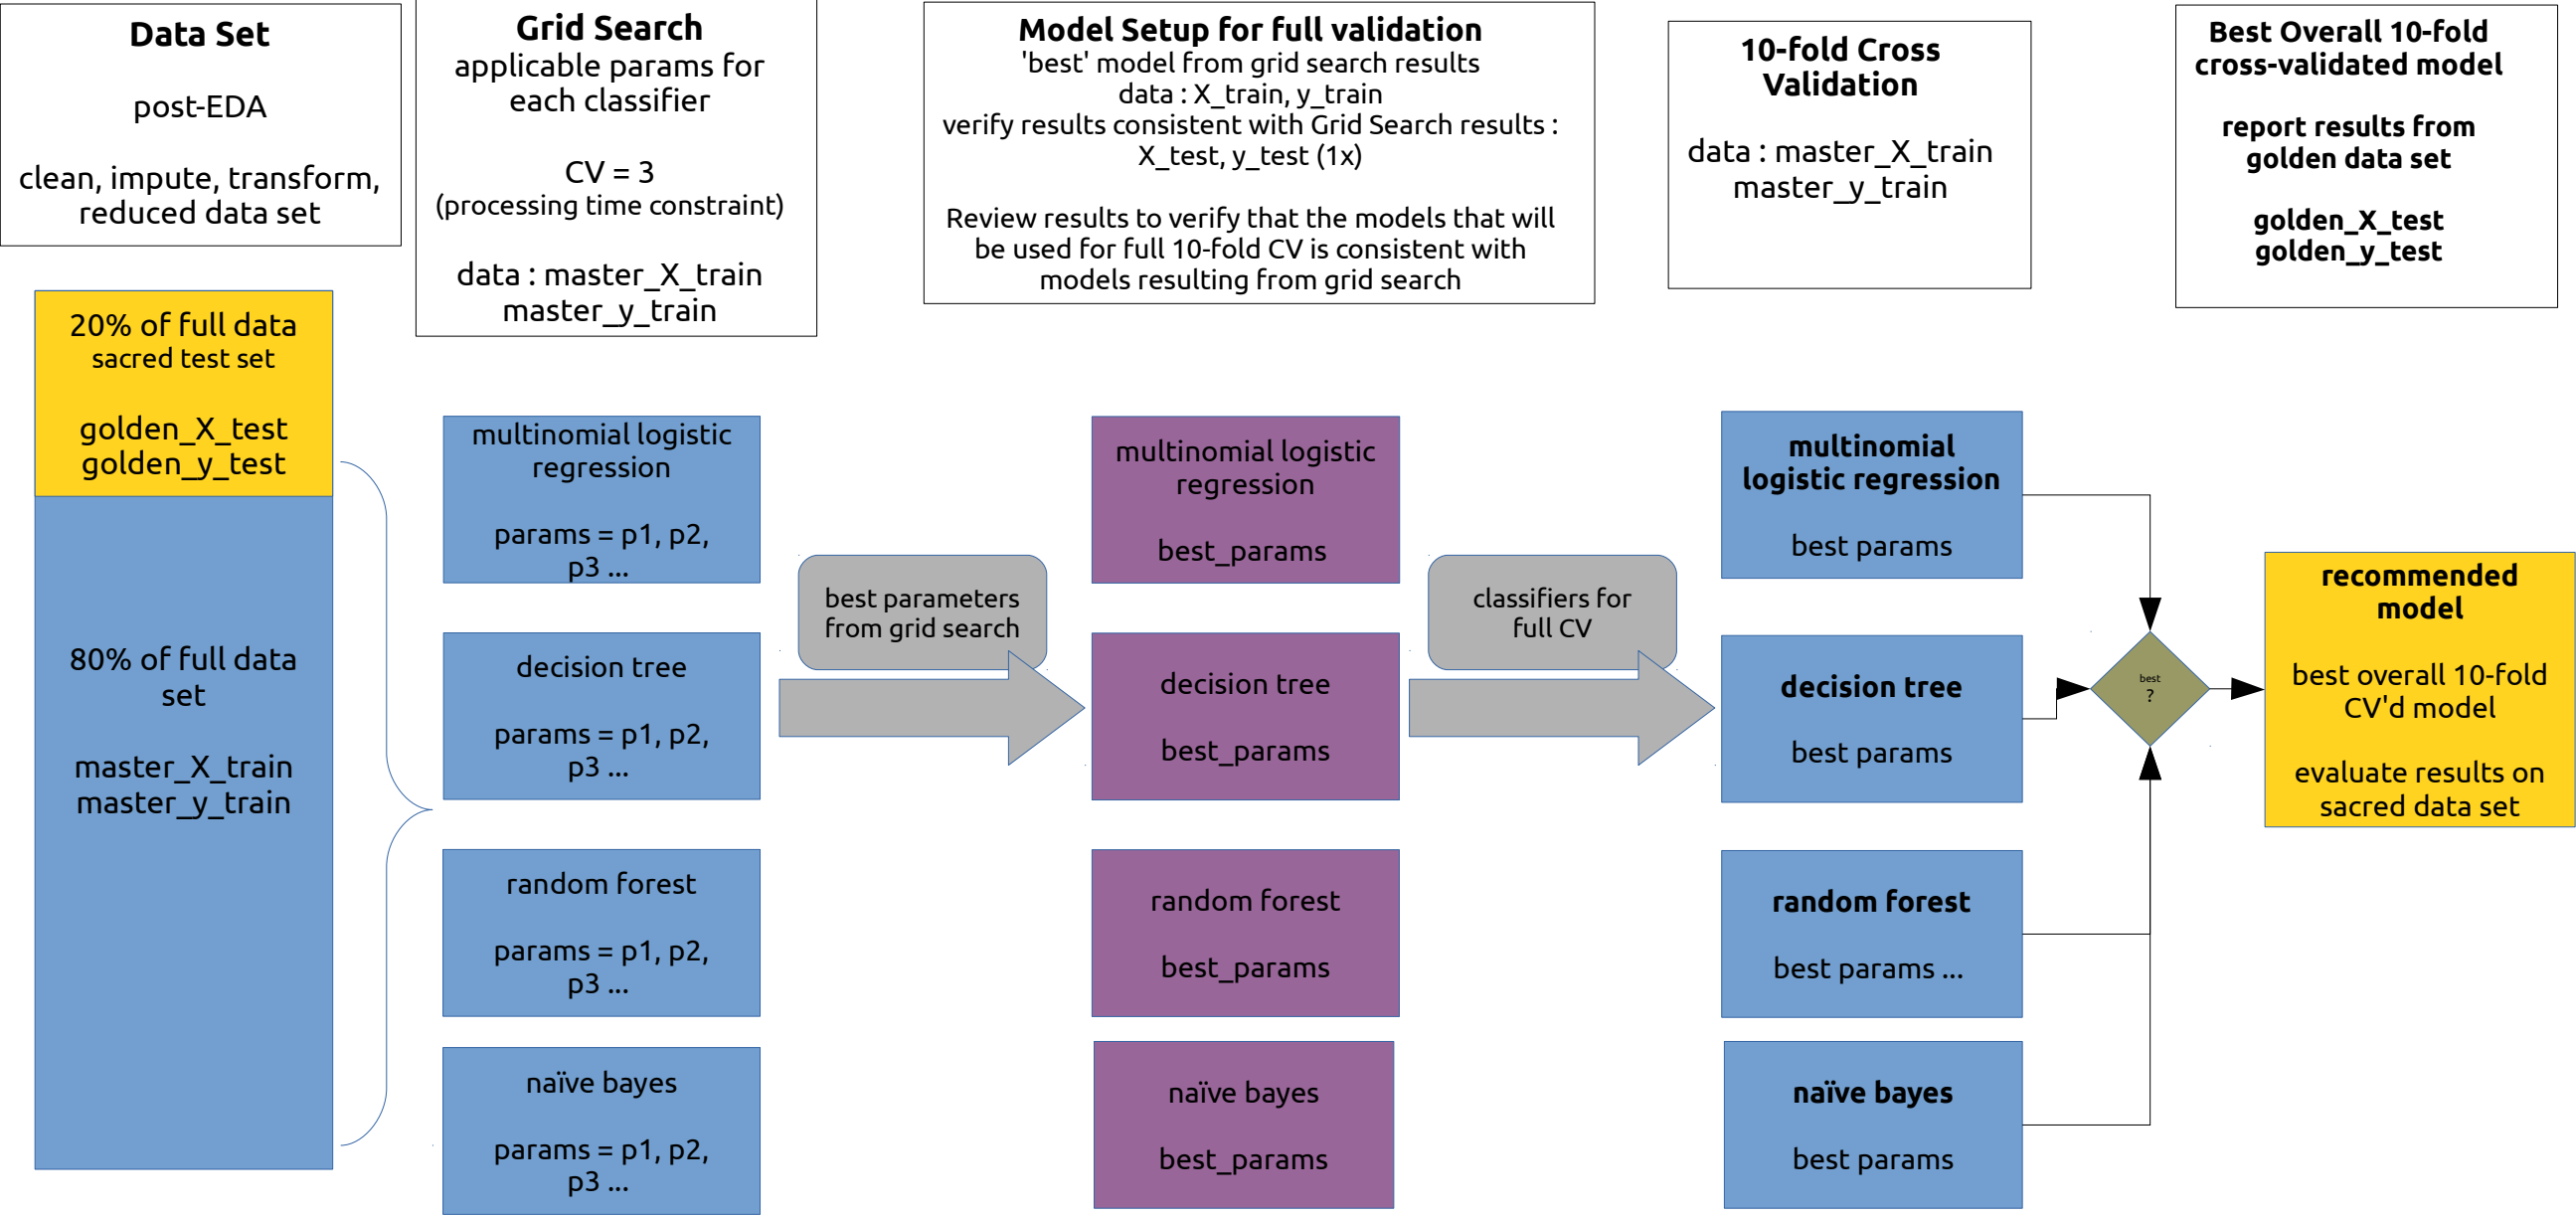 Data Set
post-EDA
clean, impute, transform,
reduced data set
Grid Search
applicable params for
each classifier
CV = 3
(processing time constraint)
data : master_X_train
master_y_train
Model Setup for full validation
'best' model from grid search results
data : X_train, y_train
verify results consistent with Grid Search results :
X_test, y_test (1x)
Review results to verify that the models that will
be used for full 10-fold CV is consistent with
models resulting from grid search
10-fold Cross
Validation
data : master_X_train
master_y_train
Best Overall 10-fold
cross-validated model
report results from
golden data set
golden_X_test
golden_y_test
20% of full data
sacred test set
golden_X_test
golden_y_test
80% of full data
set
master_X_train
master_y_train
multinomial logistic
regression
params = p1, p2,
p3 ...
decision tree
params = p1, p2,
p3 ...
random forest
params = p1, p2,
p3 ...
naïve bayes
params = p1, p2,
p3 ...
best parameters
from grid search
multinomial logistic
regression
best_params
decision tree
best_params
random forest
best_params
naïve bayes
best_params
classifiers for
full CV
multinomial
logistic regression
best params
decision tree
best params
random forest
best params ...
naïve bayes
best params
best
?
recommended
model
best overall 10-fold
CV'd model
evaluate results on
sacred data set